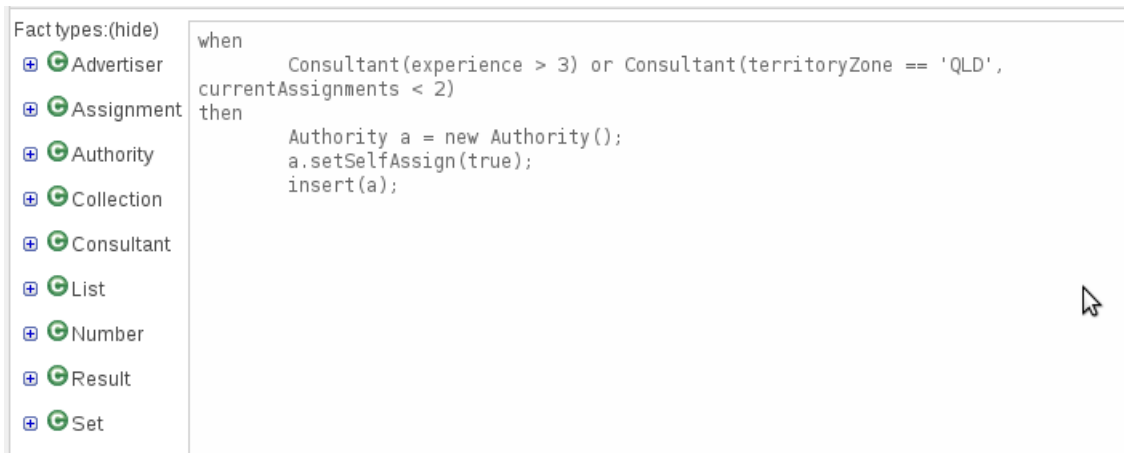 Fact types:(hide)
Advertiser
Assignment
Authority
Collection
Consultant
List
Number
Result
Set
when
Consultant(experience > 3) or Consultant(territoryZone == 'QLD',
currentAssignments < 2)
then
Authority a = new Authority();
a.setSelfAssign(true);
insert(a);